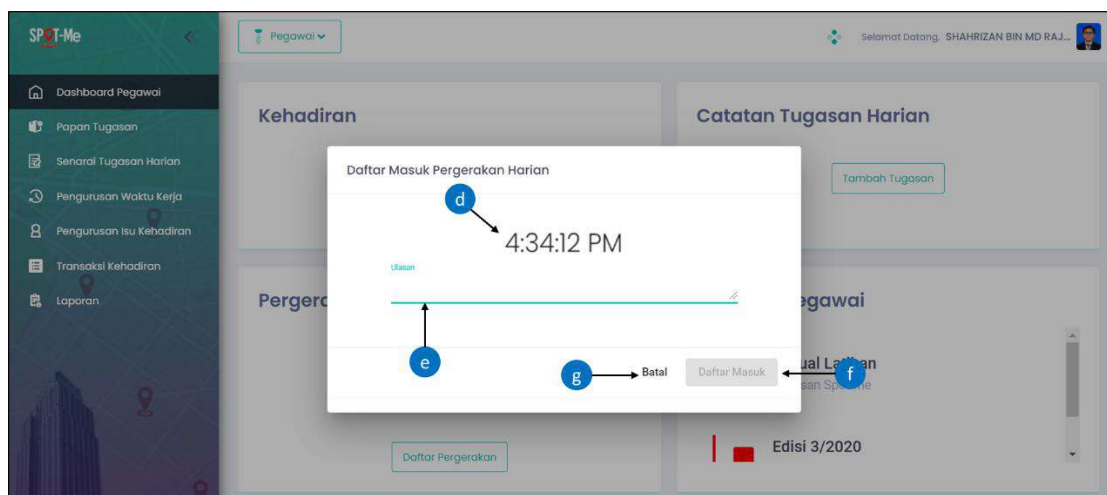 SPOT-Me
Pegawai
Selamat Datang, SHAHRIZAN BIN MD RAJ...
Dashboard Pegawai
Papan Tugasan
Senarai Tugasan Harian
Pengurusan Waktu Kerja
Pengurusan Isu Kehadiran
Transaksi Kehadiran
Laporan
Kehadiran
Catatan Tugasan Harian
Tambah Tugasan
Daftar Masuk Pergerakan Harian
d
4:34:12 PM
Ulasan
e
g
Batal
Daftar Masuk
f
Daftar Pergerakan
Edisi 3/2020